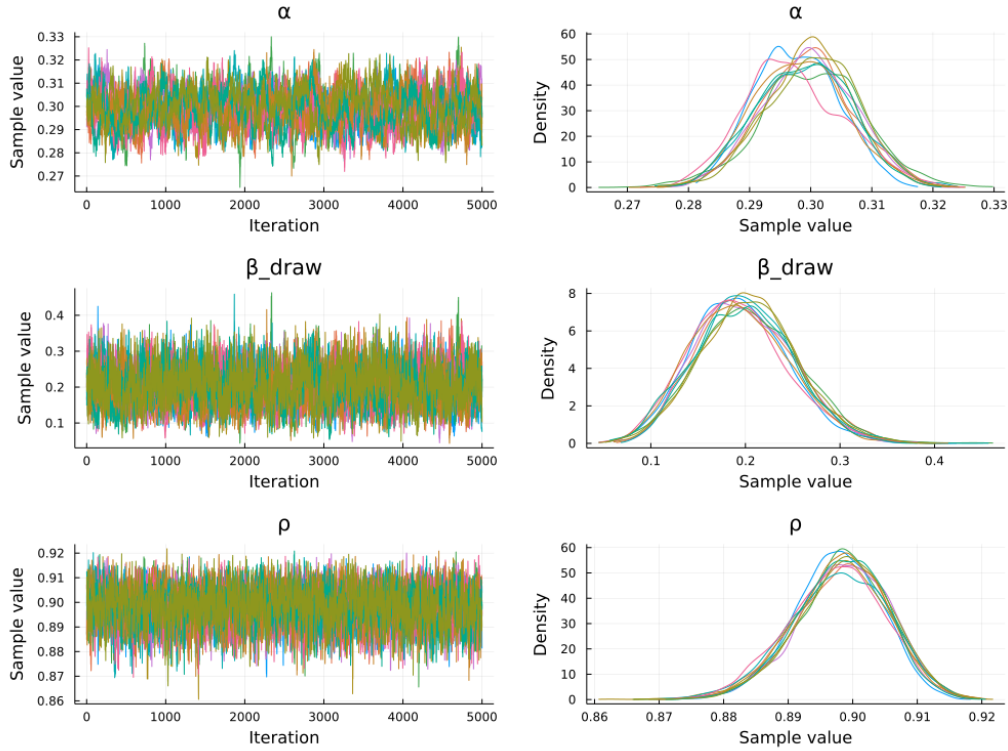 α
0.33
0.32
0.31
0.30
0.29
0.28
0.27
Sample value
0 1000 2000 3000 4000 5000
Iteration
α
60
50
40
30
20
10
0
Density
0.27 0.28 0.29 0.30 0.31 0.32 0.33
Sample value
β_draw
0.4
0.3
0.2
0.1
Sample value
0 1000 2000 3000 4000 5000
Iteration
β_draw
8
6
4
2
0
Density
0.1 0.2 0.3 0.4
Sample value
ρ
0.92
0.91
0.90
0.89
0.88
0.87
0.86
Sample value
0 1000 2000 3000 4000 5000
Iteration
ρ
60
50
40
30
20
10
0
Density
0.86 0.87 0.88 0.89 0.90 0.91 0.92
Sample value